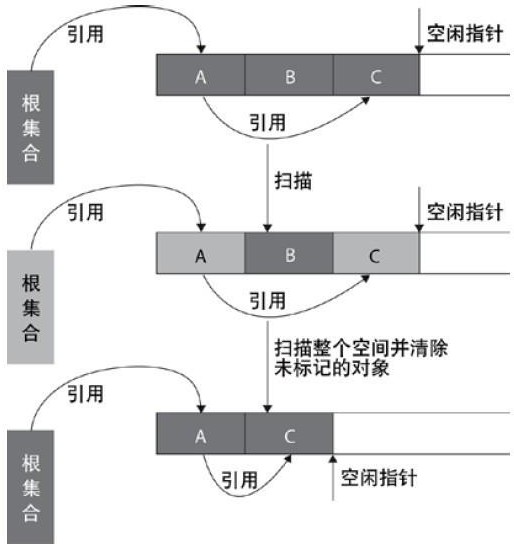 引用
空闲指针
根集合
A B C
引用
扫描
引用
空闲指针
根集合
A B C
引用
扫描整个空间并清除
未标记的对象
引用
根集合
A C
引用
空闲指针